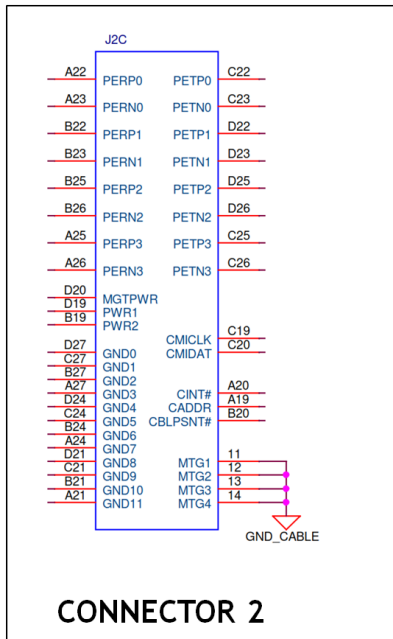 J2C
A22 PERP0 PETP0 C22
A23 PERN0 PETN0 C23
B22 PERP1 PETP1 D22
B23 PERN1 PETN1 D23
B25 PERP2 PETP2 D25
B26 PERN2 PETN2 D26
A25 PERP3 PETP3 C25
A26 PERN3 PETN3 C26
D20 MGTPWR
D19 PWR1
B19 PWR2
CMICLK C19
CMIDAT C20
D27 GND0
C27 GND1
B27 GND2
A27 GND3 CINT# A20
D24 GND4 CADDR A19
C24 GND5 CBLPSNT# B20
B24 GND6
A24 GND7
D21 GND8 MTG1 11
C21 GND9 MTG2 12
B21 GND10 MTG3 13
A21 GND11 MTG4 14
GND_CABLE
CONNECTOR 2